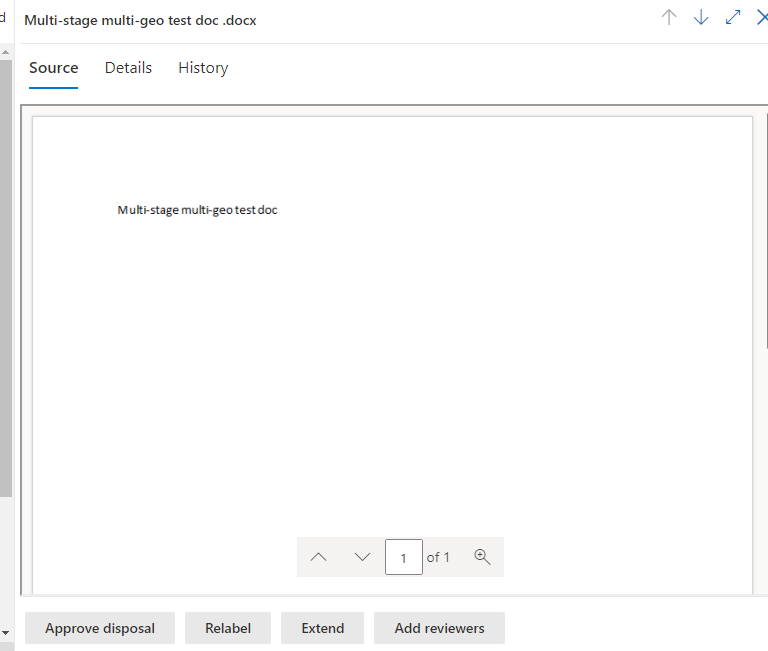 d
Multi-stage multi-geo test doc .docx
Source Details History
Multi-stage multi-geo test doc
1 of 1
Approve disposal Relabel Extend Add reviewers